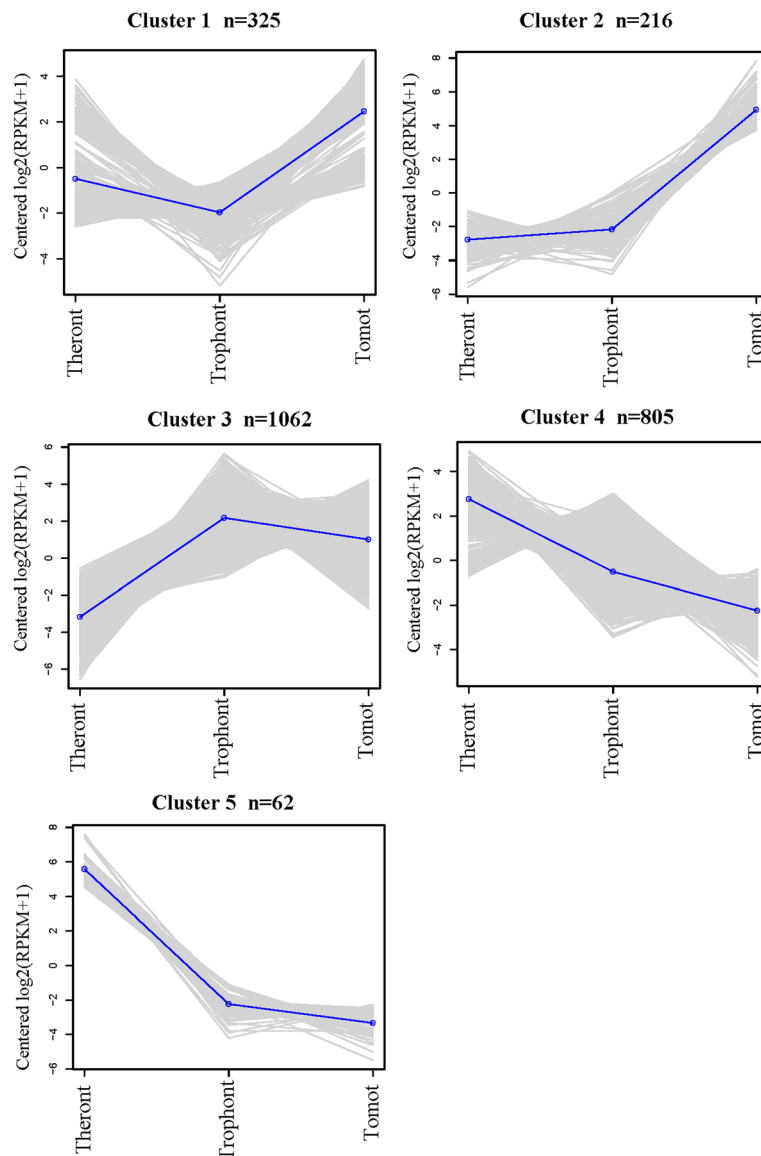 Cluster 1 n=325
Centered log2(RPKM+1)
4
2
0
-2
-4
Theront
Trophont
Tomot
Cluster 2 n=216
Centered log2(RPKM+1)
8
6
4
2
0
-2
-4
-6
Theront
Trophont
Tomot
Cluster 3 n=1062
Centered log2(RPKM+1)
6
4
2
0
-2
-4
-6
Theront
Trophont
Tomot
Cluster 4 n=805
Centered log2(RPKM+1)
4
2
0
-2
-4
Theront
Trophont
Tomot
Cluster 5 n=62
Centered log2(RPKM+1)
8
6
4
2
0
-2
-4
-6
Theront
Trophont
Tomot